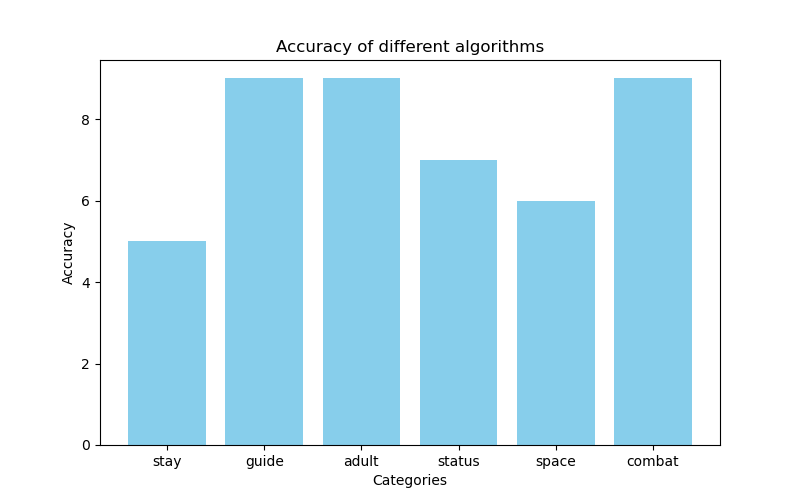 Accuracy of different algorithms
Accuracy
8
6
4
2
0
stay guide adult status space combat
Categories